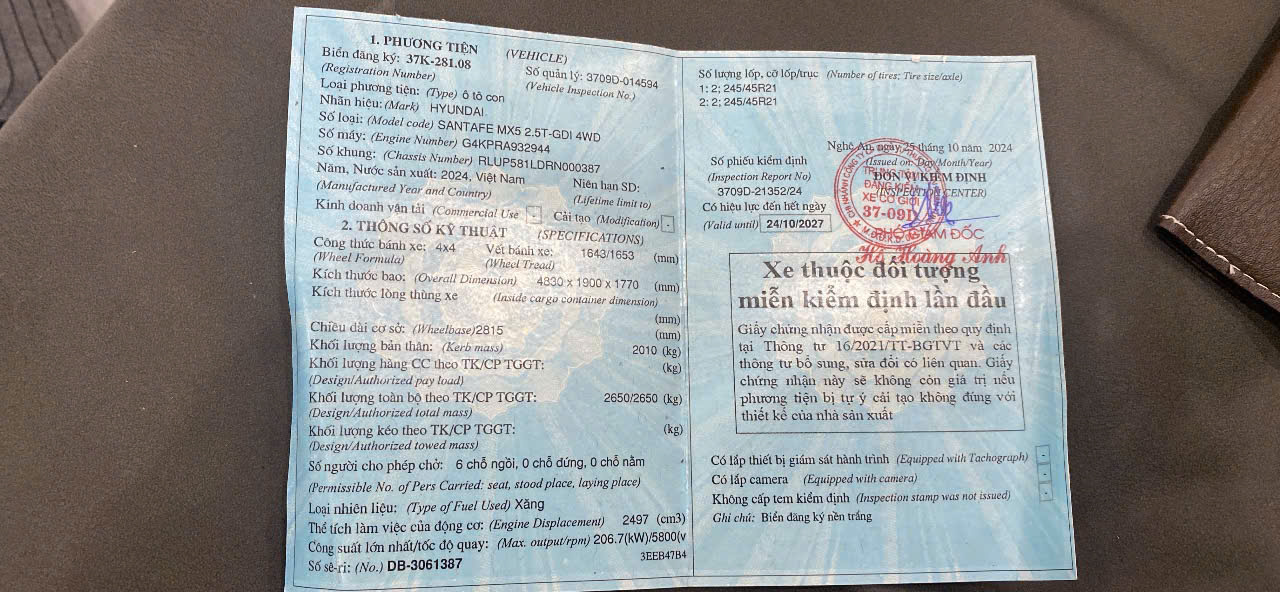 1. PHƯƠNG TIỆN (VEHICLE)
Biển đăng ký: 37K-281.08
(Registration Number)
Số quản lý: 3709D-014594
(Vehicle Inspection No.)
Loại phương tiện: (Type) ô tô con
Nhãn hiệu: (Mark) HYUNDAI
Số loại: (Model code) SANTAFE MX5 2.5T-GDI 4WD
Số máy: (Engine Number) G4KPRA932944
Số khung: (Chassis Number) RLUP581LDRN000387
Năm, Nước sản xuất: 2024, Việt Nam
(Manufactured Year and Country)
Niên hạn SD:
(Lifetime limit to)
Kinh doanh vận tải (Commercial Use - Cải tạo (Modification) -
2. THÔNG SỐ KỸ THUẬT (SPECIFICATIONS)
Công thức bánh xe: 4x4 Vết bánh xe: 1643/1653 (mm)
(Wheel Formula) (Wheel Tread)
Kích thước bao: (Overall Dimension) 4830 x 1900 x 1770 (mm)
Kích thước lòng thùng xe (Inside cargo container dimension)
(mm)
Chiều dài cơ sở: (Wheelbase)2815 (mm)
Khối lượng bản thân: (Kerb mass) 2010 (kg)
Khối lượng hàng CC theo TK/CP TGGT: (kg)
(Design/Authorized pay load)
Khối lượng toàn bộ theo TK/CP TGGT: 2650/2650 (kg)
(Design/Authorized total mass)
Khối lượng kéo theo TK/CP TGGT: (kg)
(Design/Authorized towed mass)
Số người cho phép chở: 6 chỗ ngồi, 0 chỗ đứng, 0 chỗ nằm
(Permissible No. of Pers Carried: seat, stood place, laying place)
Loại nhiên liệu: (Type of Fuel Used) Xăng
Thể tích làm việc của động cơ: (Engine Displacement) 2497 (cm3)
Công suất lớn nhất/tốc độ quay: (Max. output/rpm) 206.7(kW)/5800(v
3EEB47B4
Số sê-ri: (No.) DB-3061387
Số lượng lốp, cỡ lốp/trục (Number of tires; Tire size/axle)
1: 2; 245/45R21
2: 2; 245/45R21
Nghệ An, ngày 25 tháng 10 năm 2024
(Issued on: Day/Month/Year)
Số phiếu kiểm định
(Inspection Report No)
3709D-21352/24
ĐƠN VỊ KIỂM ĐỊNH
(INSPECTION CENTER)
TRUNG TÂM
ĐĂNG KIỂM
XE CƠ GIỚI
37-09D
Có hiệu lực đến hết ngày
(Valid until) 24/10/2027
PHÓ GIÁM ĐỐC
Hồ Hoàng Anh
Xe thuộc đối tượng
miễn kiểm định lần đầu
Giấy chứng nhận được cấp miễn theo quy định
tại Thông tư 16/2021/TT-BGTVT và các
thông tư bổ sung, sửa đổi có liên quan. Giấy
chứng nhận này sẽ không còn giá trị nếu
phương tiện bị tự ý cải tạo không đúng với
thiết kế của nhà sản xuất
Có lắp thiết bị giám sát hành trình (Equipped with Tachograph) -
Có lắp camera (Equipped with camera) -
Không cấp tem kiểm định (Inspection stamp was not issued) -
Ghi chú: Biển đăng ký nền trắng